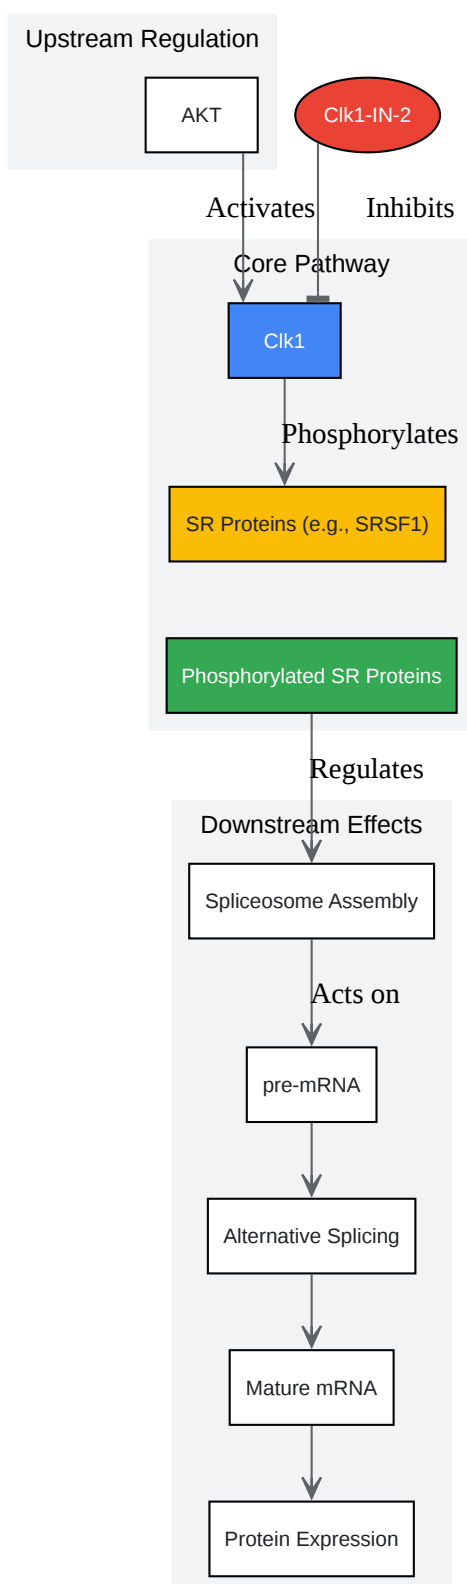 Upstream Regulation
AKT
Clk1-IN-2
Activates
Inhibits
Core Pathway
Clk1
Phosphorylates
SR Proteins (e.g., SRSF1)
Phosphorylated SR Proteins
Regulates
Downstream Effects
Spliceosome Assembly
Acts on
pre-mRNA
Alternative Splicing
Mature mRNA
Protein Expression